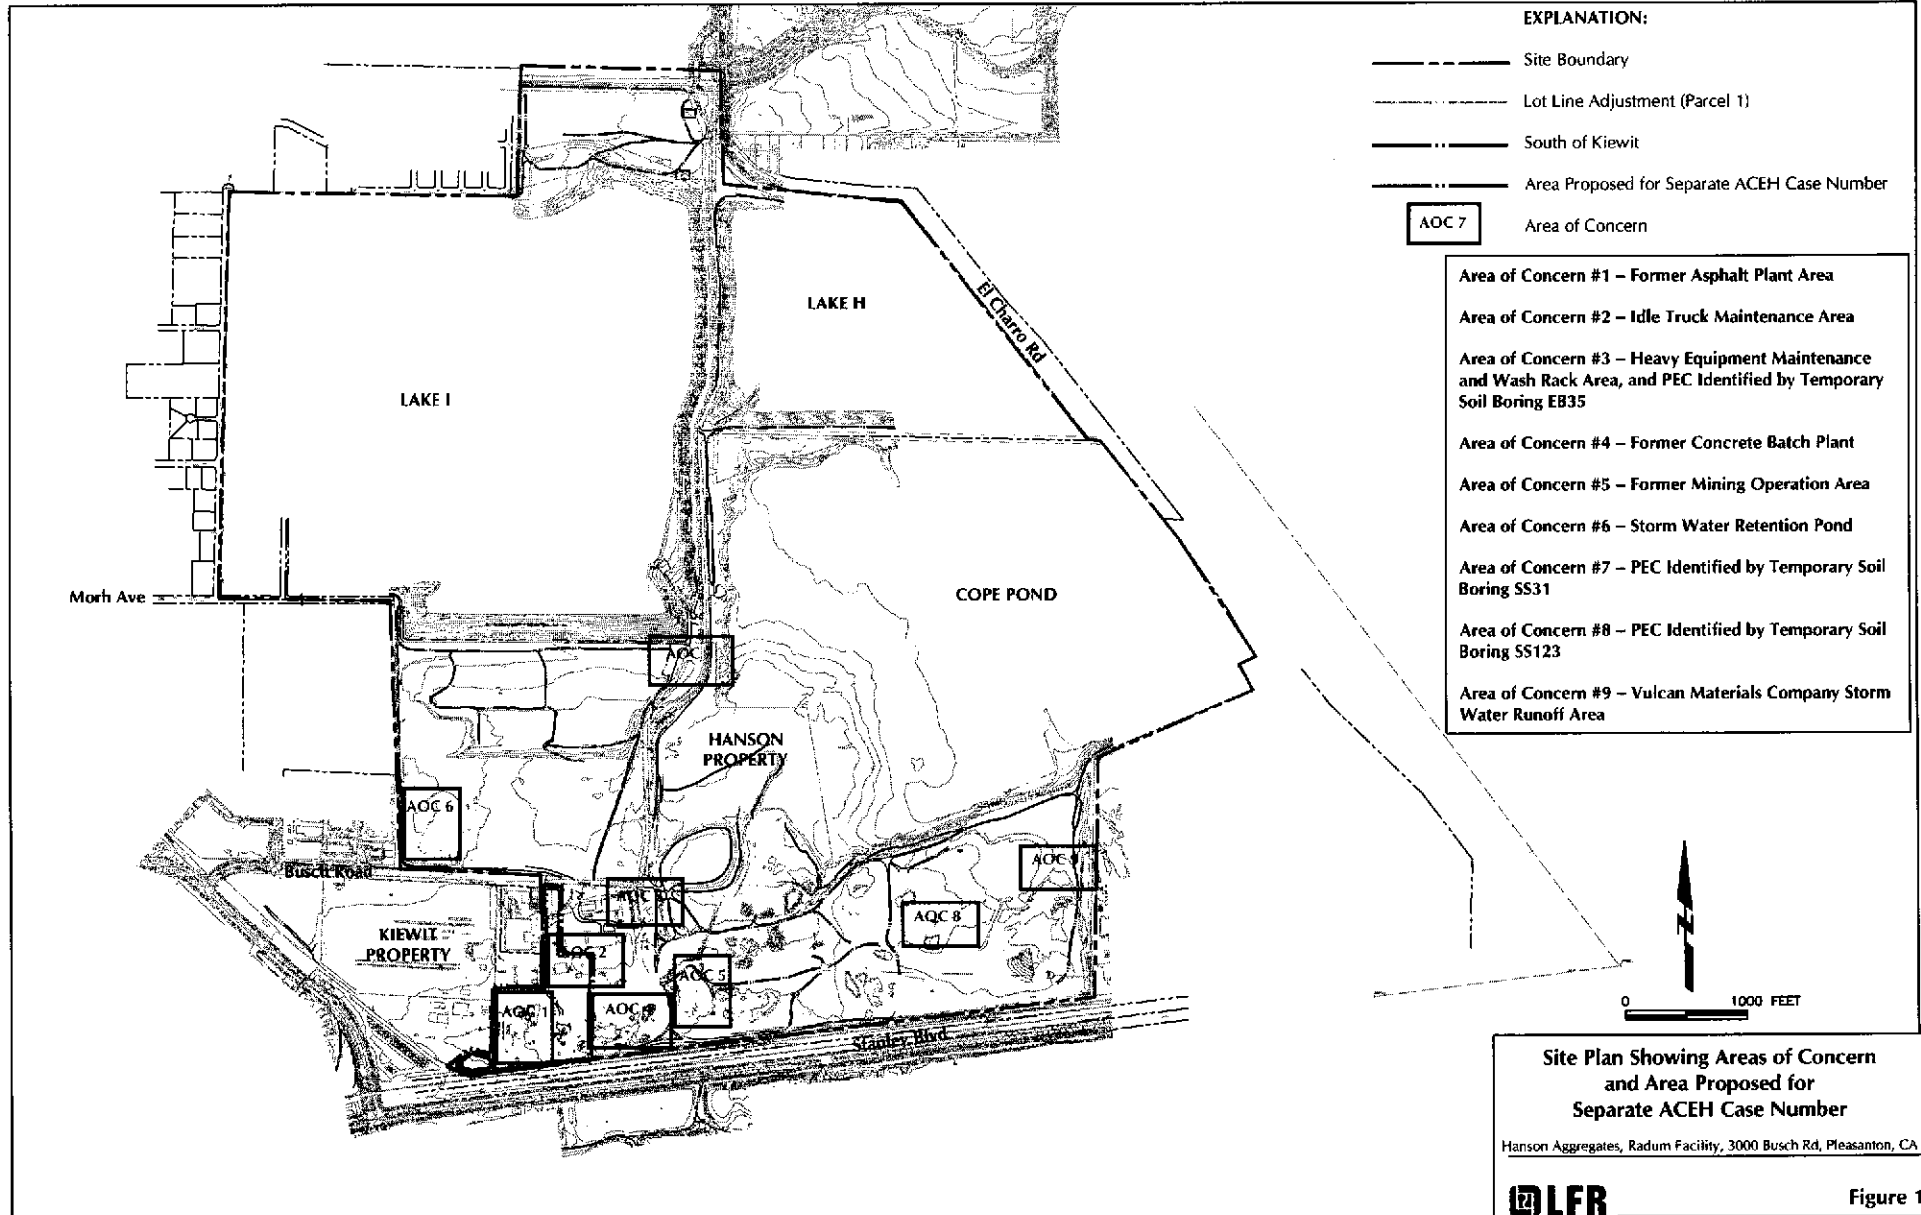 EXPLANATION:
Site Boundary
Lot Line Adjustment (Parcel 1)
South of Kiewit
Area Proposed for Separate ACEH Case Number
AOC 7
Area of Concern
Area of Concern #1 – Former Asphalt Plant Area
Area of Concern #2 – Idle Truck Maintenance Area
Area of Concern #3 – Heavy Equipment Maintenance
and Wash Rack Area, and PEC Identified by Temporary
Soil Boring EB35
Area of Concern #4 – Former Concrete Batch Plant
Area of Concern #5 – Former Mining Operation Area
Area of Concern #6 – Storm Water Retention Pond
Area of Concern #7 – PEC Identified by Temporary Soil
Boring SS31
Area of Concern #8 – PEC Identified by Temporary Soil
Boring SS123
Area of Concern #9 – Vulcan Materials Company Storm
Water Runoff Area
LAKE H
El Charro Rd
LAKE I
Morh Ave
COPE POND
AOC
HANSON
PROPERTY
AOC 6
Busch Road
AOC 9
AOC
AOC 8
KIEWIT
PROPERTY
AOC 2
AOC 5
AOC 1
AOC
Stanley Blvd
0 1000 FEET
Site Plan Showing Areas of Concern
and Area Proposed for
Separate ACEH Case Number
Hanson Aggregates, Radum Facility, 3000 Busch Rd, Pleasanton, CA
LFR
Figure 1